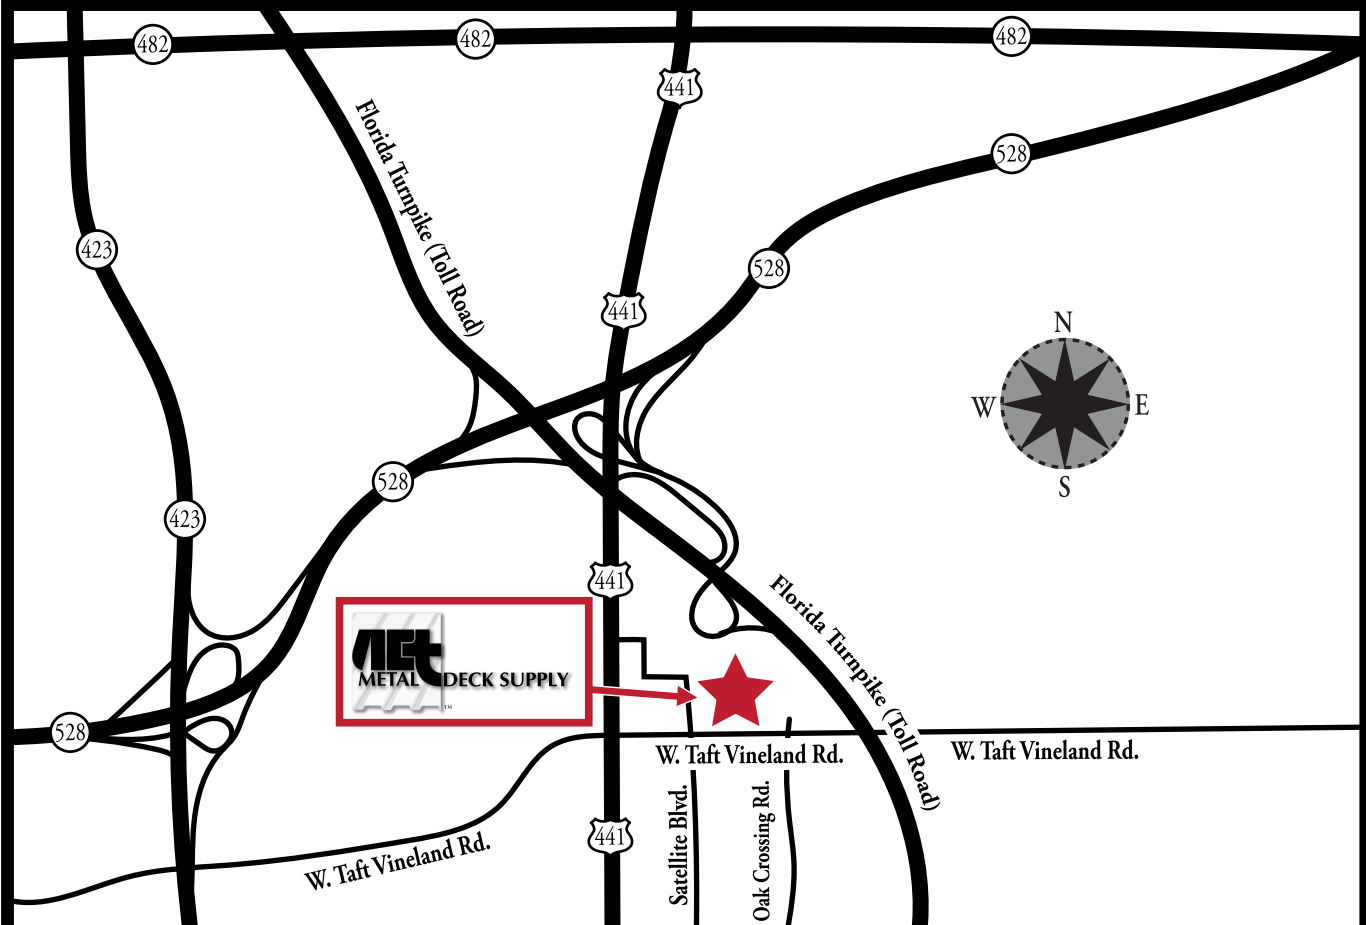 482
482
482
441
Florida Turnpike (Toll Road)
528
423
441
528
N
W
E
S
528
423
441
Florida Turnpike (Toll Road)
METAL DECK SUPPLY
™
528
W. Taft Vineland Rd.
W. Taft Vineland Rd.
441
Satellite Blvd.
Oak Crossing Rd.
W. Taft Vineland Rd.